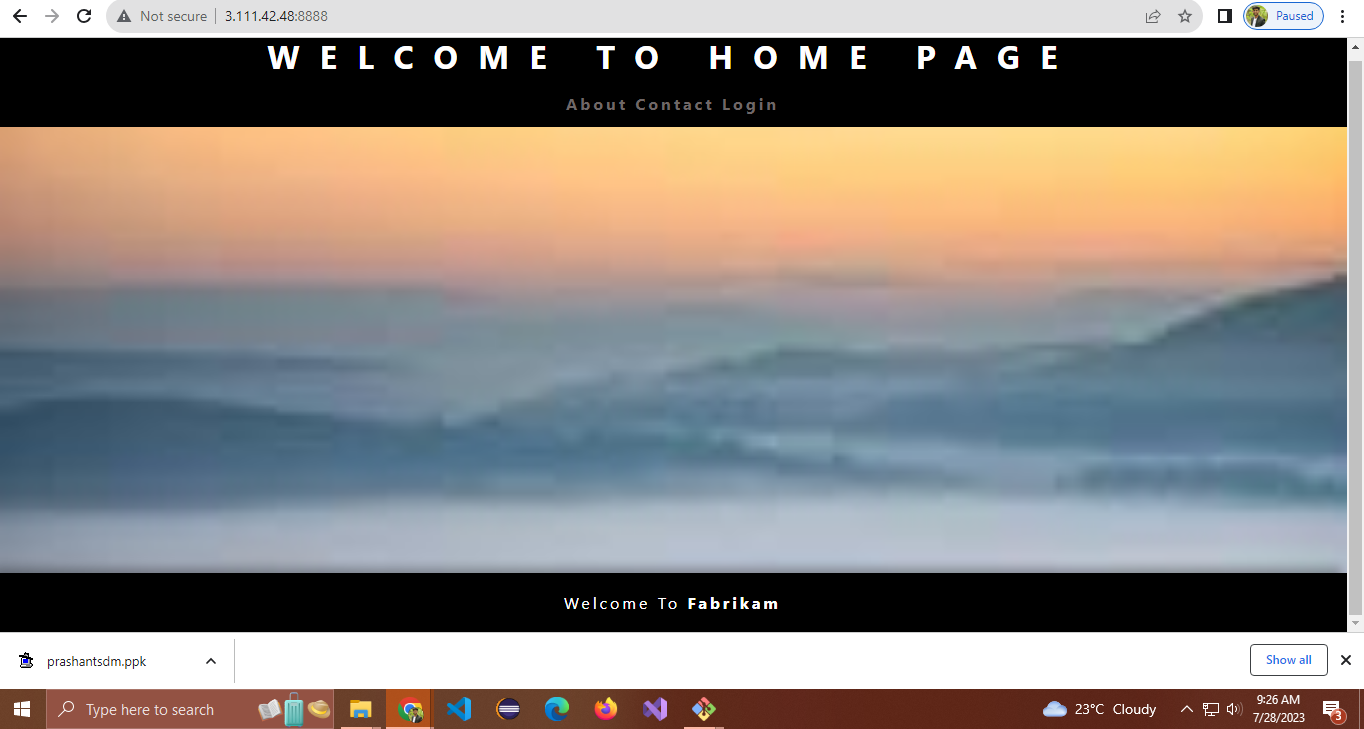 Not secure
3.111.42.48:8888
Paused
WELCOME TO HOME PAGE
About Contact Login
Welcome To Fabrikam
prashantsdm.ppk
Show all
Type here to search
23°C Cloudy
9:26 AM
7/28/2023
3